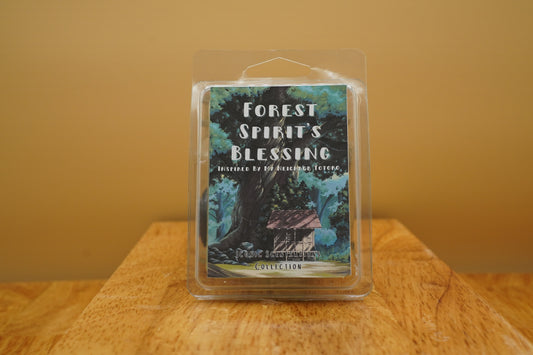 FOREST
SPIRIT'S
BLESSING
INSPIRED BY MY NEIGHBOR TOTORO
COLLECTION